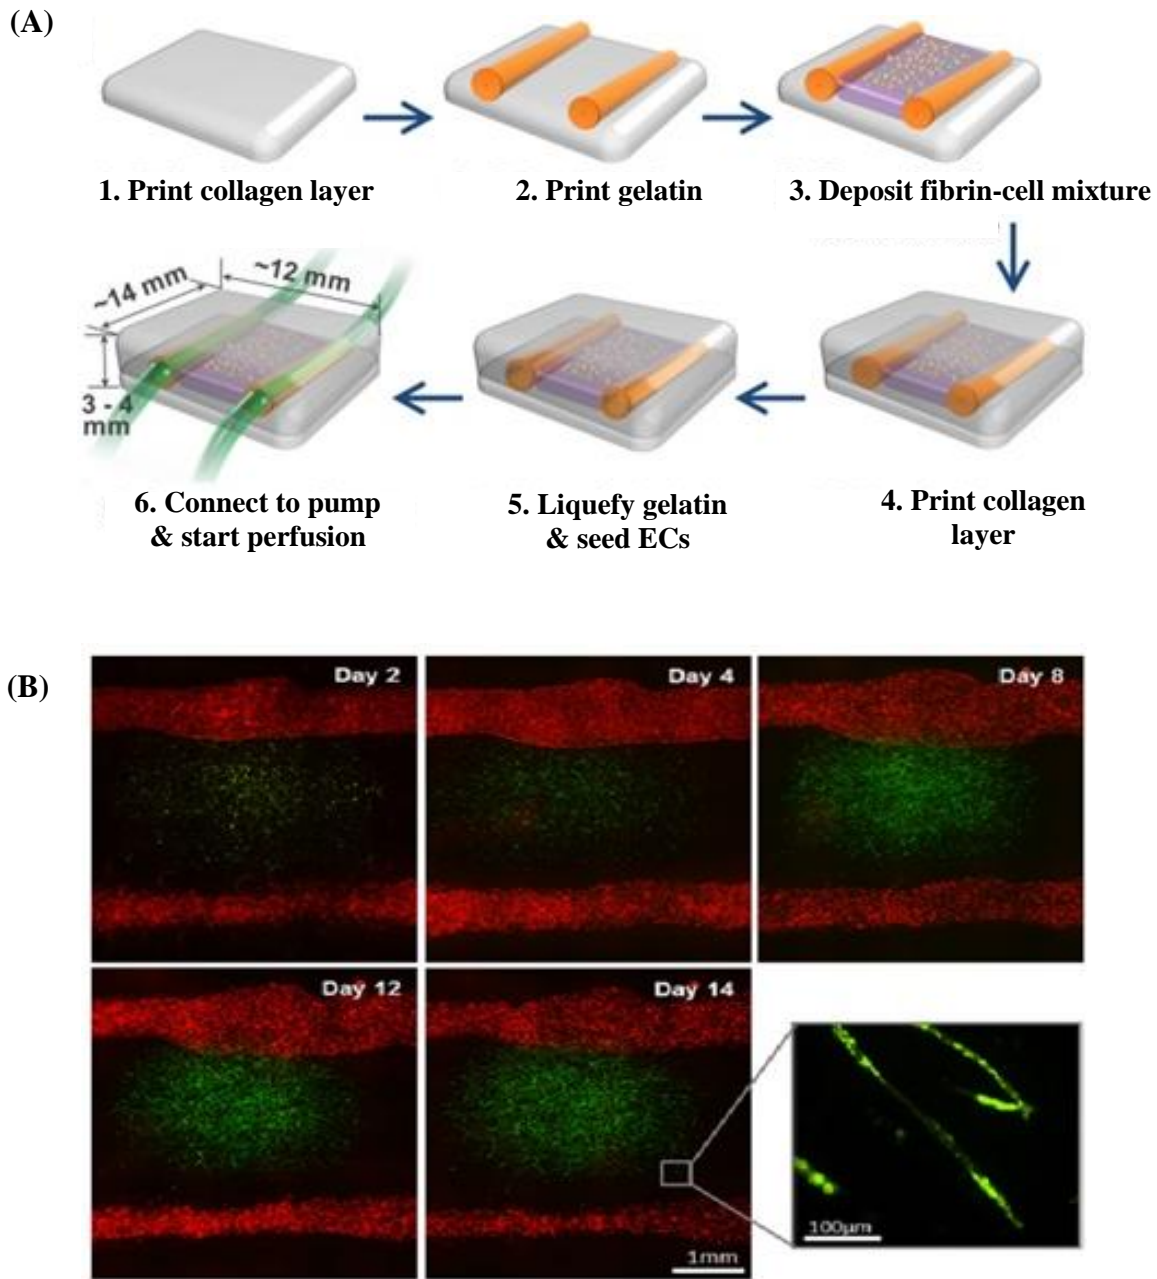 (A)
1. Print collagen layer
2. Print gelatin
3. Deposit fibrin-cell mixture
~14 mm
~12 mm
3 - 4
mm
6. Connect to pump
& start perfusion
5. Liquefy gelatin
& seed ECs
4. Print collagen
layer
(B)
Day 2
Day 4
Day 8
Day 12
Day 14
1mm
100µm